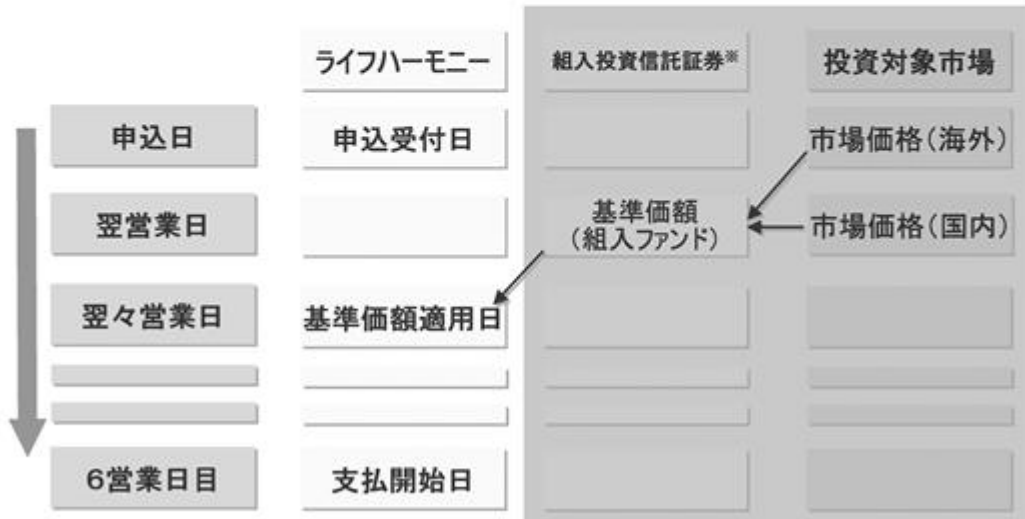 ライフハーモニー 組入投資信託証券※ 投資対象市場
申込日 申込受付日 市場価格（海外）
翌営業日 基準価額
（組入ファンド） 市場価格（国内）
翌々営業日 基準価額適用日
６営業日目 支払開始日